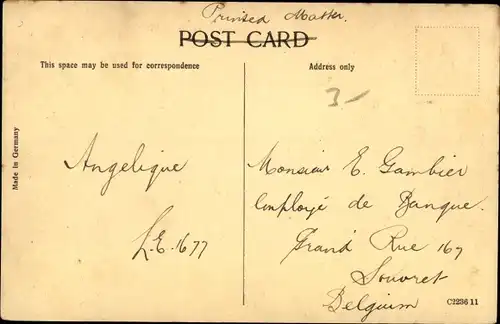 Printed Matter.
POST CARD
This space may be used for correspondence
Address only
3-
Made in Germany
Angelique
L.E. 1677
Monsieur E. Gambier
employé de Banque.
Grand Rue 167
Souvret
Belgium
C1236 11